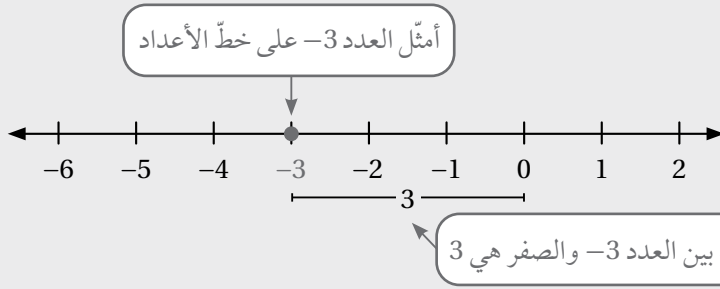 أمثّل العدد 3− على خطّ الأعداد
−6 −5 −4 −3 −2 −1 0 1 2
3
بين العدد 3− والصفر هي 3